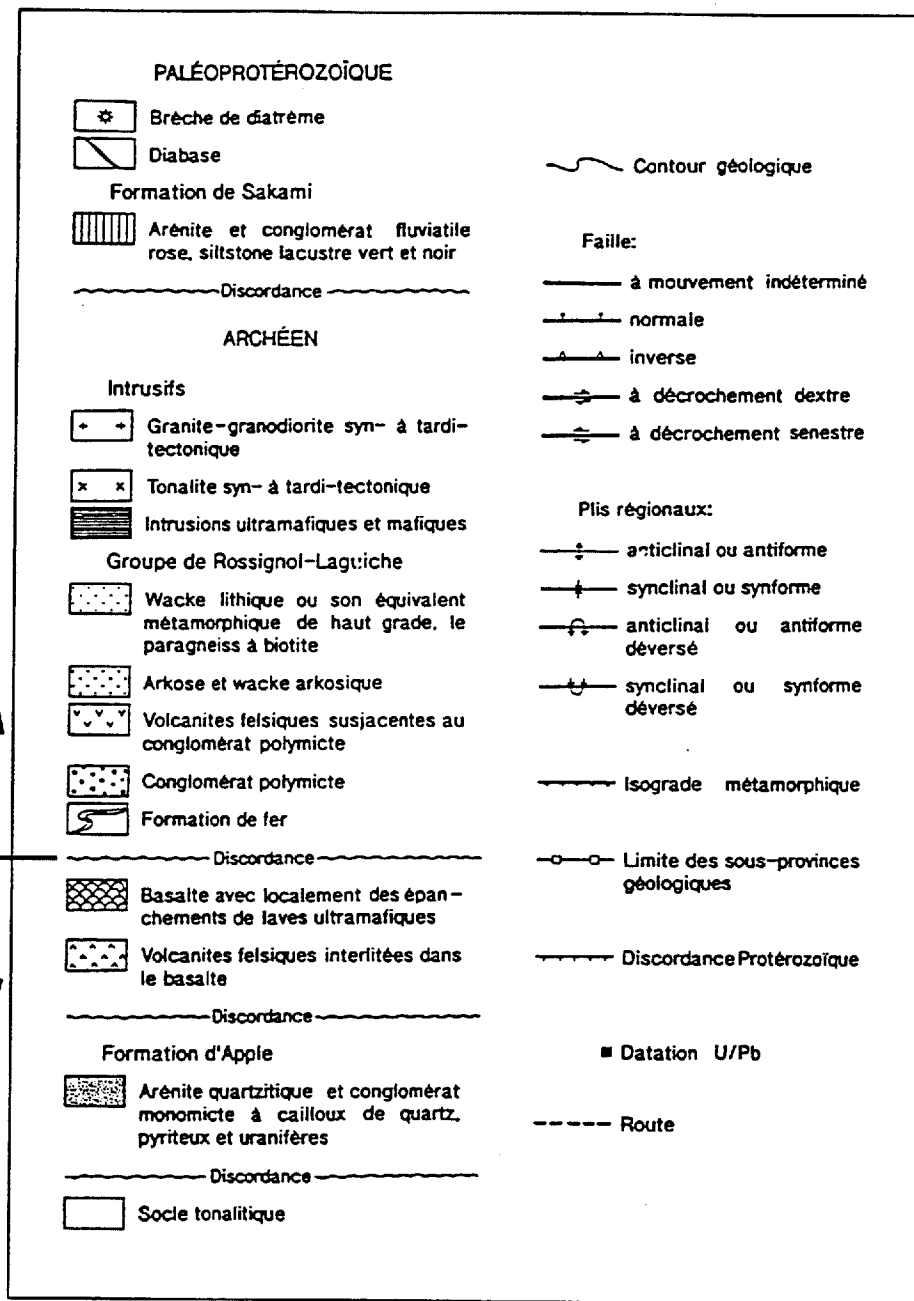 PALÉOPROTÉROZOÏQUE
Brèche de diatrème
Diabase
Formation de Sakami
Arénite et conglomérat fluviatile
rose, siltstone lacustre vert et noir
Discordance
ARCHÉEN
Intrusifs
Granite-granodiorite syn- à tardi-
tectonique
Tonalite syn- à tardi-tectonique
Intrusions ultramafiques et mafiques
Groupe de Rossignol-Laguiche
Wacke lithique ou son équivalent
métamorphique de haut grade, le
paragneiss à biotite
Arkose et wacke arkosique
Volcanites felsiques susjacentes au
conglomérat polymicte
Conglomérat polymicte
Formation de fer
Discordance
Basalte avec localement des épan-
chements de laves ultramafiques
Volcanites felsiques interlitées dans
le basalte
Discordance
Formation d'Apple
Arénite quartzitique et conglomérat
monomicte à cailloux de quartz,
pyriteux et uranifères
Discordance
Socle tonalitique
Contour géologique
Faille:
à mouvement indéterminé
normale
inverse
à décrochement dextre
à décrochement senestre
Plis régionaux:
anticlinal ou antiforme
synclinal ou synforme
anticlinal ou antiforme
déversé
synclinal ou synforme
déversé
Isograde métamorphique
Limite des sous-provinces
géologiques
Discordance Protérozoïque
Datation U/Pb
Route